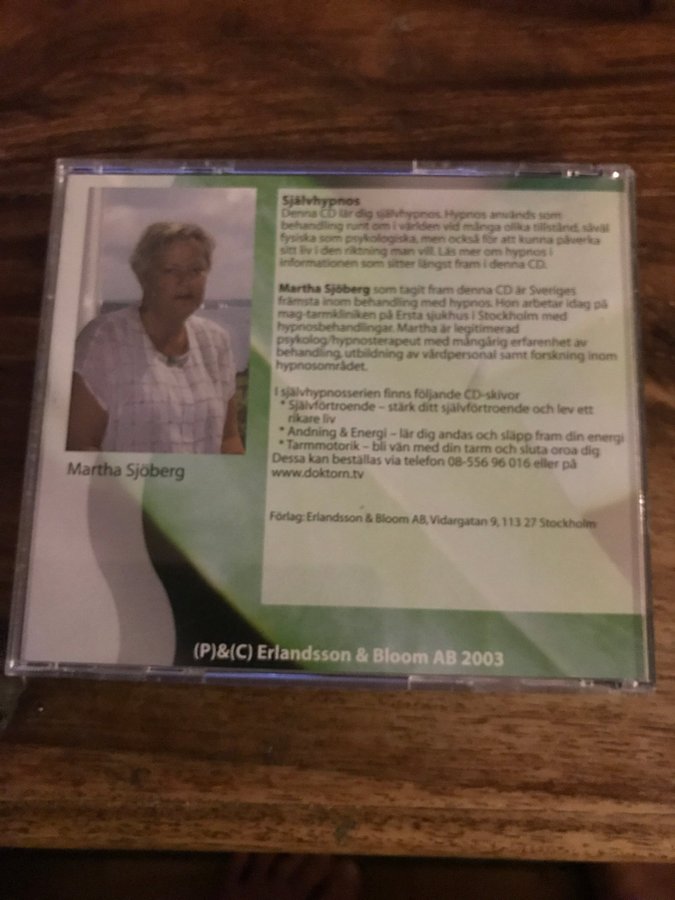 Självhypnos
Denna CD lär dig självhypnos. Hypnos används som
behandling runt om i världen vid många olika tillstånd, såväl
fysiska som psykologiska, men också för att kunna påverka
sitt liv i den riktning man vill. Läs mer om hypnos i
informationen som sitter längst fram i denna CD.
Martha Sjöberg som tagit fram denna CD är Sveriges
främsta inom behandling med hypnos. Hon arbetar idag på
mag-tarmkliniken på Ersta sjukhus i Stockholm med
hypnosbehandlingar. Martha är legitimerad
psykolog/hypnosterapeut med mångårig erfarenhet av
behandling, utbildning av vårdpersonal samt forskning inom
hypnosområdet.
I självhypnosserien finns följande CD-skivor
* Självförtroende – stärk ditt självförtroende och lev ett
rikare liv
* Andning & Energi – lär dig andas och släpp fram din energi
* Tarmmotorik – bli vän med din tarm och sluta oroa dig
Dessa kan beställas via telefon 08-556 96 016 eller på
www.doktorn.tv
Förlag: Erlandsson & Bloom AB, Vidargatan 9, 113 27 Stockholm
Martha Sjöberg
(P)&(C) Erlandsson & Bloom AB 2003